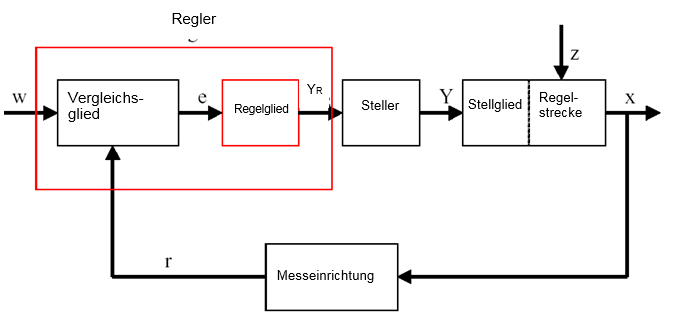 Regler
z
w
Vergleichs-
glied
e
Regelglied
YR
Steller
Y
Stellglied
Regel-
strecke
x
r
Messeinrichtung